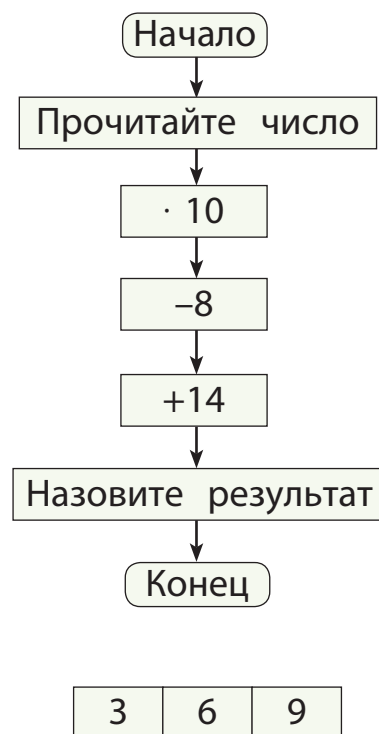 Начало
Прочитайте число
· 10
–8
+14
Назовите результат
Конец
3 6 9